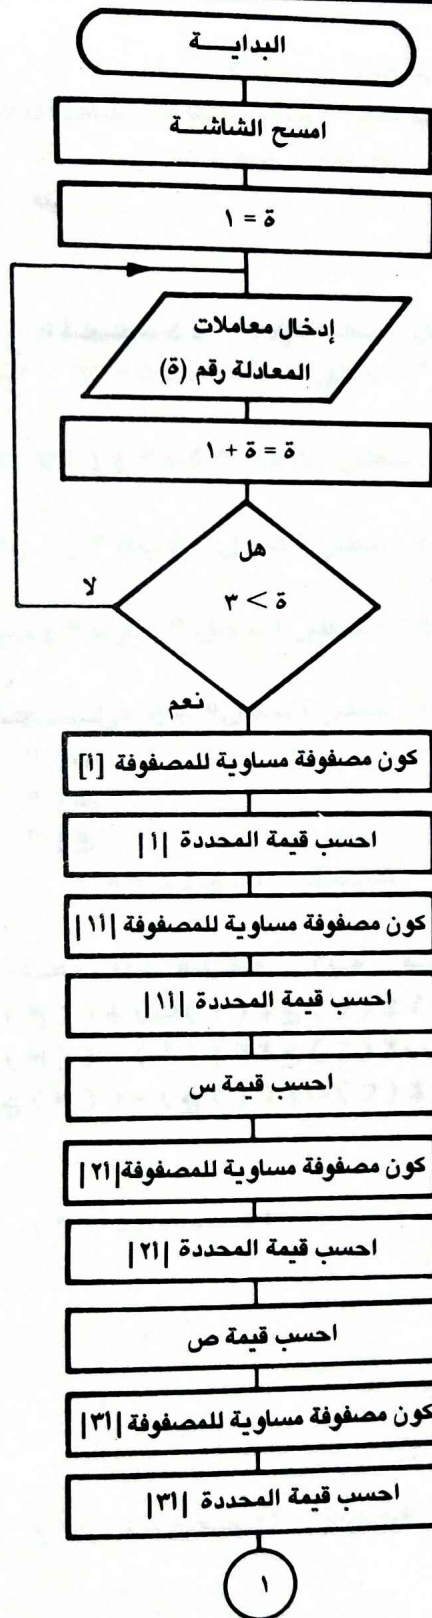 البدايـــة
امسح الشاشــة
ة = ١
إدخال معاملات
المعادلة رقم (ة)
ة = ة + ١
هل
ة > ٣
لا
نعم
كون مصفوفة مساوية للمصفوفة [أ]
احسب قيمة المحددة |أ|
كون مصفوفة مساوية للمصفوفة |أ١|
احسب قيمة المحددة |أ١|
احسب قيمة س
كون مصفوفة مساوية للمصفوفة |أ٢|
احسب قيمة المحددة |أ٢|
احسب قيمة ص
كون مصفوفة مساوية للمصفوفة |أ٣|
احسب قيمة المحددة |أ٣|
١